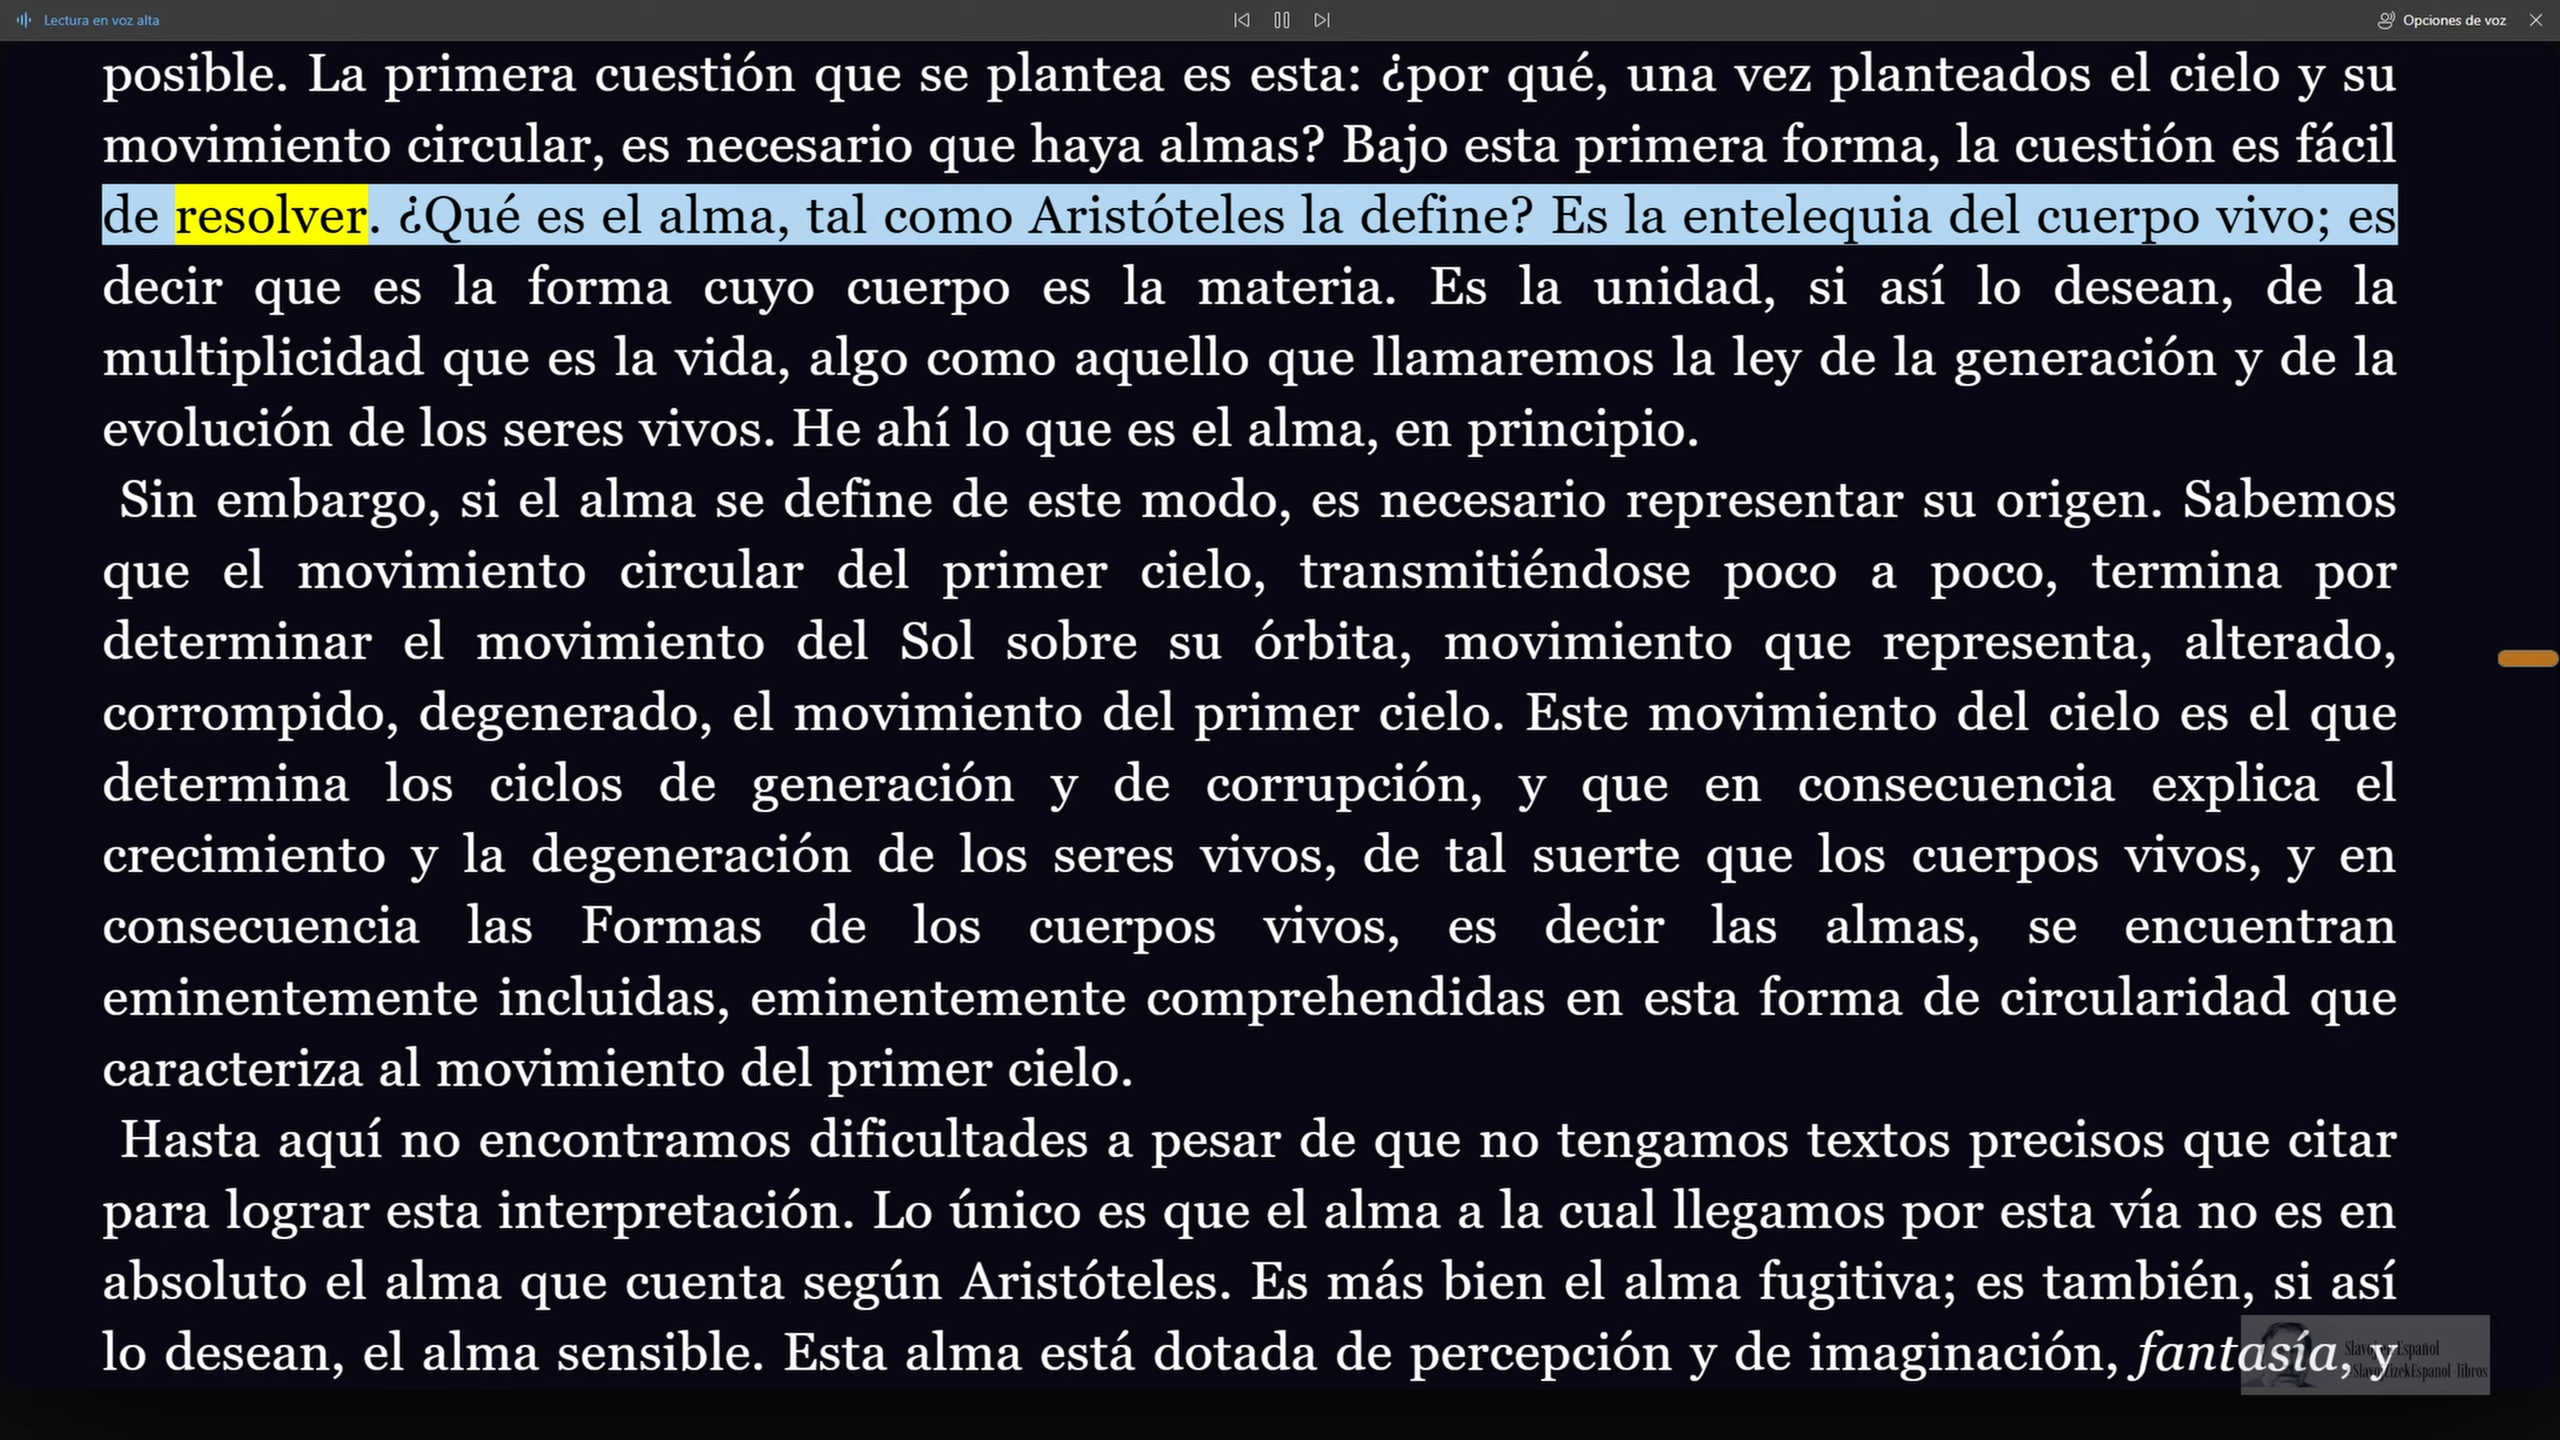 Lectura en voz alta
Opciones de voz
posible. La primera cuestión que se plantea es esta: ¿por qué, una vez planteados el cielo y su
movimiento circular, es necesario que haya almas? Bajo esta primera forma, la cuestión es fácil
de resolver. ¿Qué es el alma, tal como Aristóteles la define? Es la entelequia del cuerpo vivo; es
decir que es la forma cuyo cuerpo es la materia. Es la unidad, si así lo desean, de la
multiplicidad que es la vida, algo como aquello que llamaremos la ley de la generación y de la
evolución de los seres vivos. He ahí lo que es el alma, en principio.
Sin embargo, si el alma se define de este modo, es necesario representar su origen. Sabemos
que el movimiento circular del primer cielo, transmitiéndose poco a poco, termina por
determinar el movimiento del Sol sobre su órbita, movimiento que representa, alterado,
corrompido, degenerado, el movimiento del primer cielo. Este movimiento del cielo es el que
determina los ciclos de generación y de corrupción, y que en consecuencia explica el
crecimiento y la degeneración de los seres vivos, de tal suerte que los cuerpos vivos, y en
consecuencia las Formas de los cuerpos vivos, es decir las almas, se encuentran
eminentemente incluidas, eminentemente comprehendidas en esta forma de circularidad que
caracteriza al movimiento del primer cielo.
Hasta aquí no encontramos dificultades a pesar de que no tengamos textos precisos que citar
para lograr esta interpretación. Lo único es que el alma a la cual llegamos por esta vía no es en
absoluto el alma que cuenta según Aristóteles. Es más bien el alma fugitiva; es también, si así
lo desean, el alma sensible. Esta alma está dotada de percepción y de imaginación, fantasía, y
Español
libros